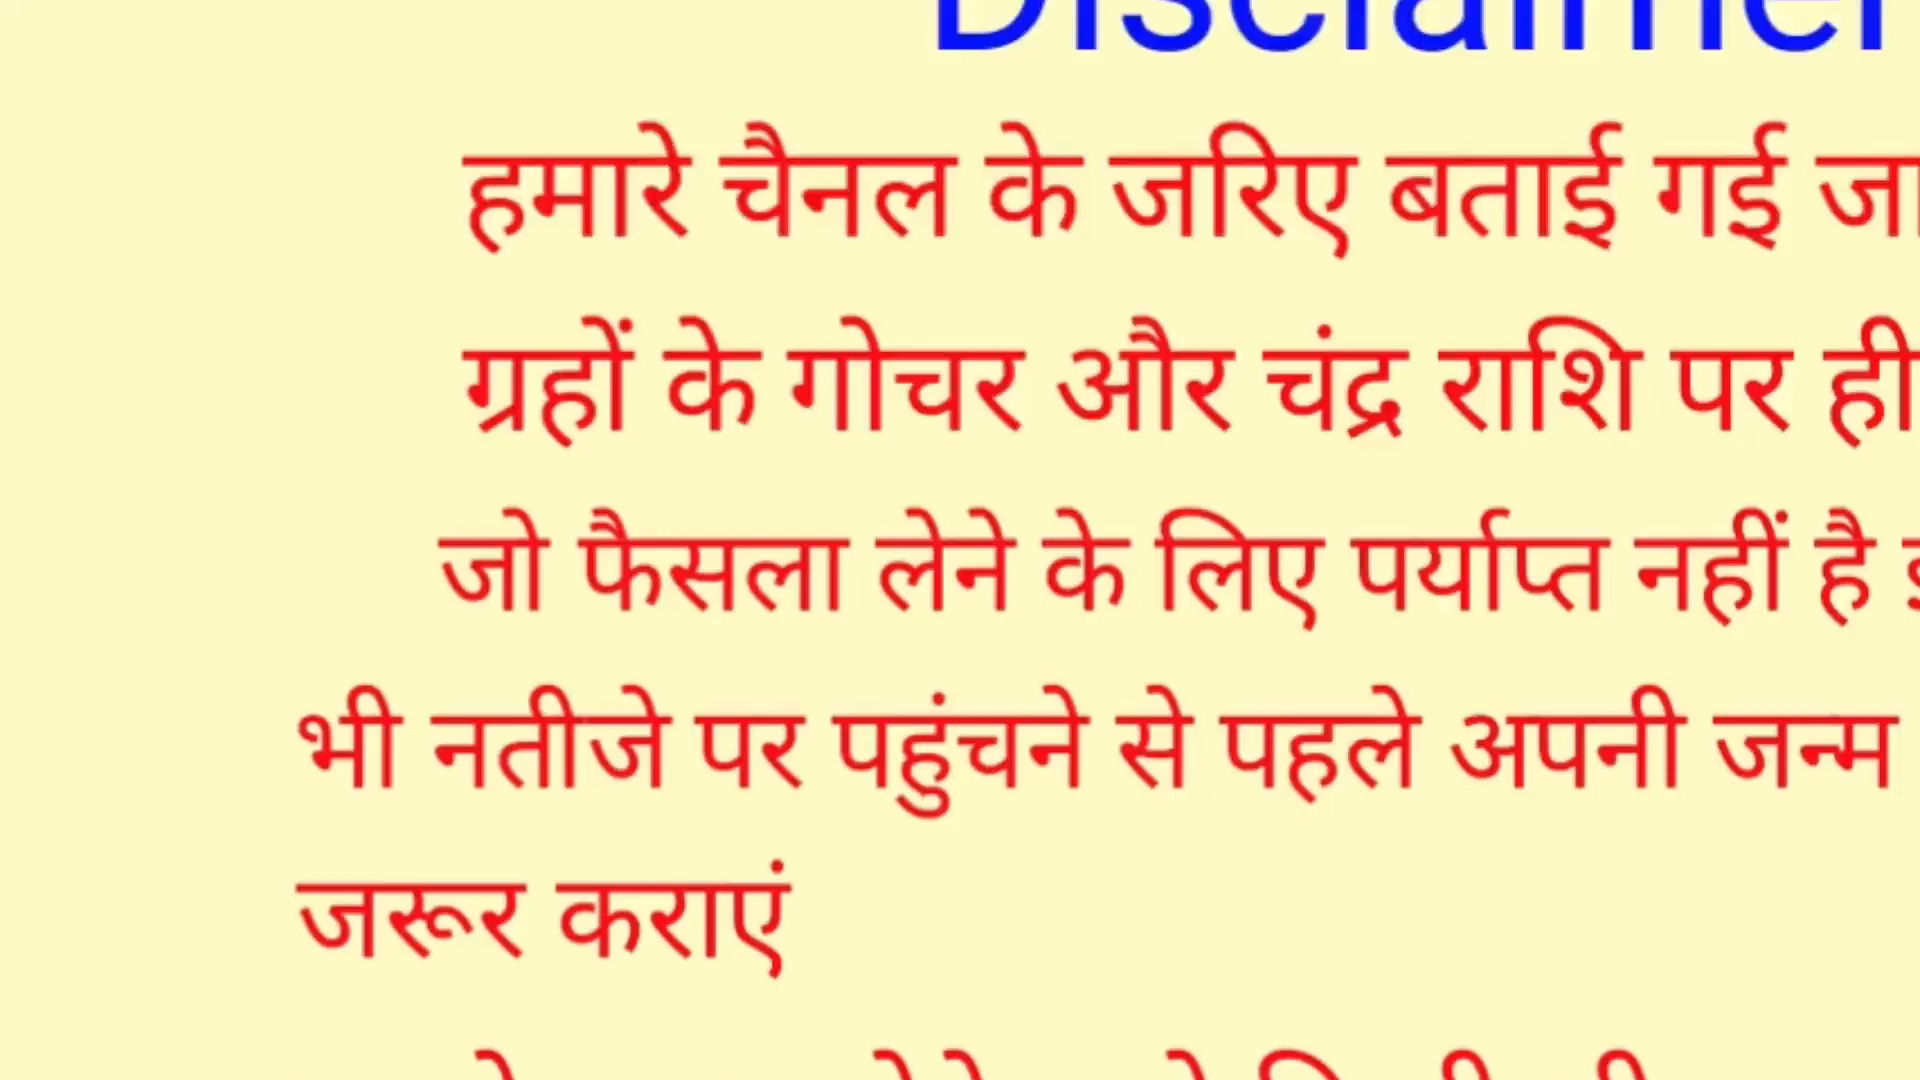 Disclaimer
हमारे चैनल के जरिए बताई गई
ग्रहों के गोचर और चंद्र राशि पर ही
जो फैसला लेने के लिए पर्याप्त नहीं है
भी नतीजे पर पहुंचने से पहले अपनी जन्म
जरूर कराएं